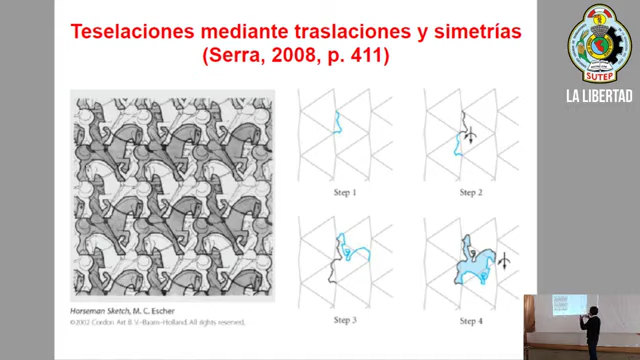 Teselaciones mediante traslaciones y simetrías
(Serra, 2008, p. 411)
SUTEP
LA LIBERTAD
Step 1
Step 2
Step 3
Step 4
Horseman Sketch, M. C. Escher
©2002 Cordon Art B. V.–Baarn–Holland. All rights reserved.